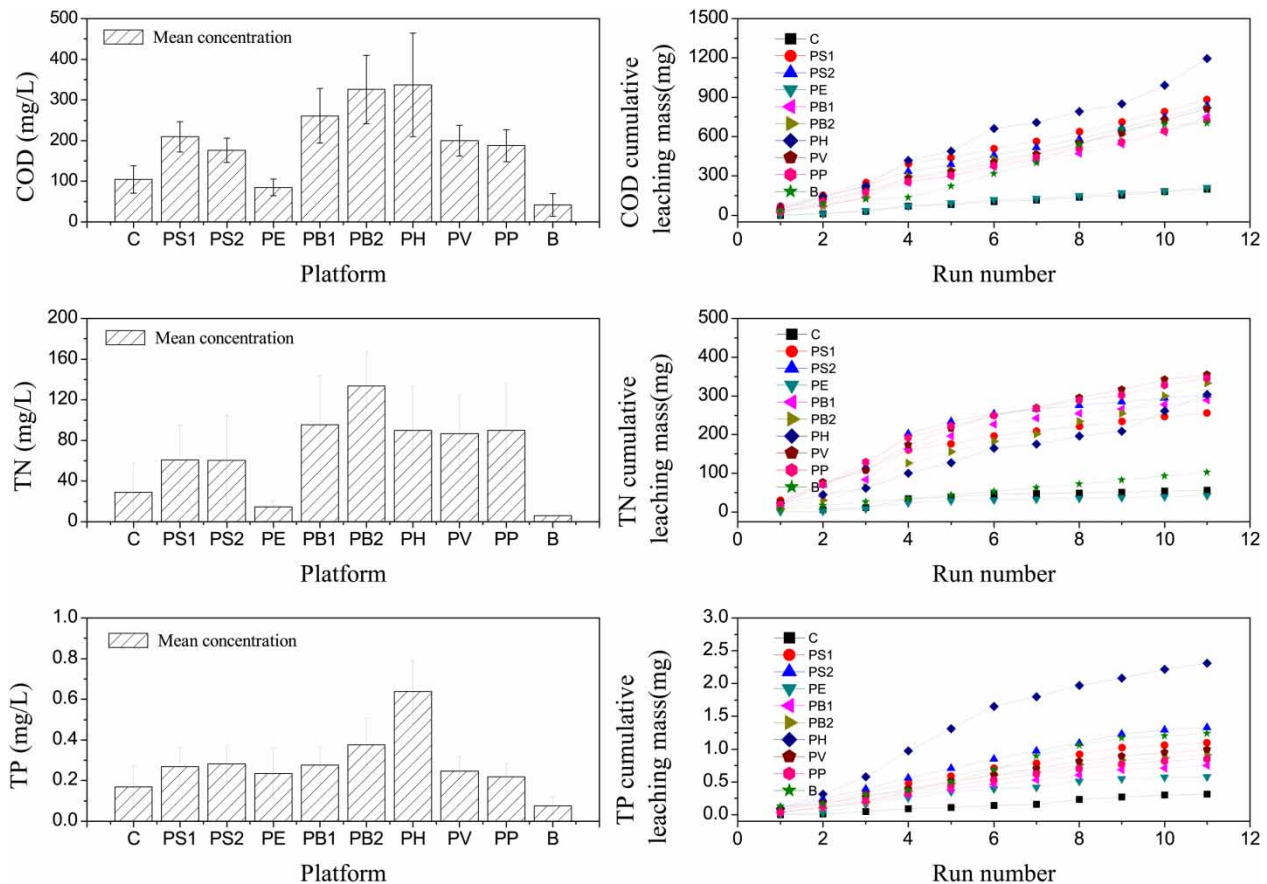 500
400
300
200
100
0
COD (mg/L)
Mean concentration
C PS1 PS2 PE PB1 PB2 PH PV PP B
Platform
1500
1200
900
600
300
0
COD cumulative
leaching mass(mg)
C
PS1
PS2
PE
PB1
PB2
PH
PV
PP
B
0 2 4 6 8 10 12
Run number
200
160
120
80
40
0
TN (mg/L)
Mean concentration
C PS1 PS2 PE PB1 PB2 PH PV PP B
Platform
500
400
300
200
100
0
TN cumulative
leaching mass(mg)
C
PS1
PS2
PE
PB1
PB2
PH
PV
PP
B
0 2 4 6 8 10 12
Run number
1.0
0.8
0.6
0.4
0.2
0.0
TP (mg/L)
Mean concentration
C PS1 PS2 PE PB1 PB2 PH PV PP B
Platform
3.0
2.5
2.0
1.5
1.0
0.5
0.0
TP cumulative
leaching mass(mg)
C
PS1
PS2
PE
PB1
PB2
PH
PV
PP
B
0 2 4 6 8 10 12
Run number